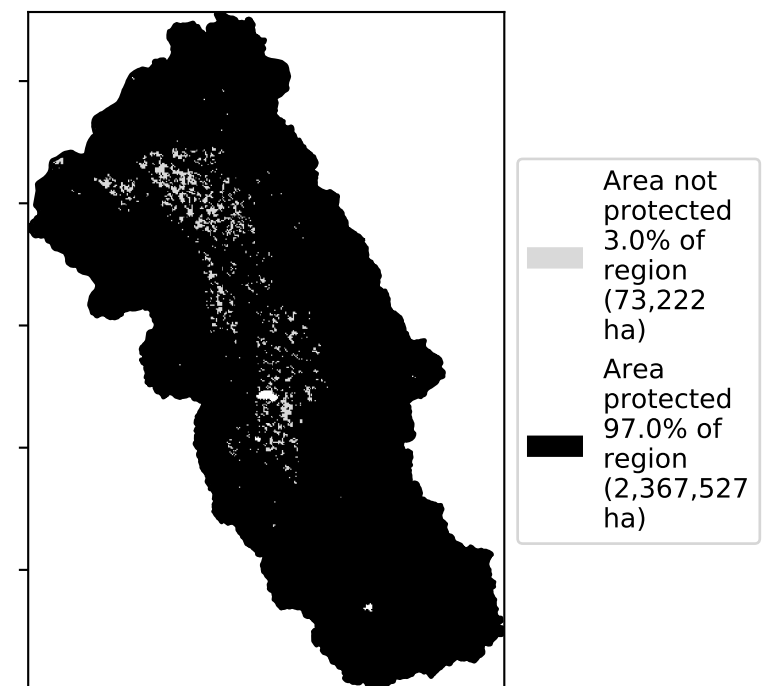 Area not
protected
3.0% of
region
(73,222
ha)
Area
protected
97.0% of
region
(2,367,527
ha)